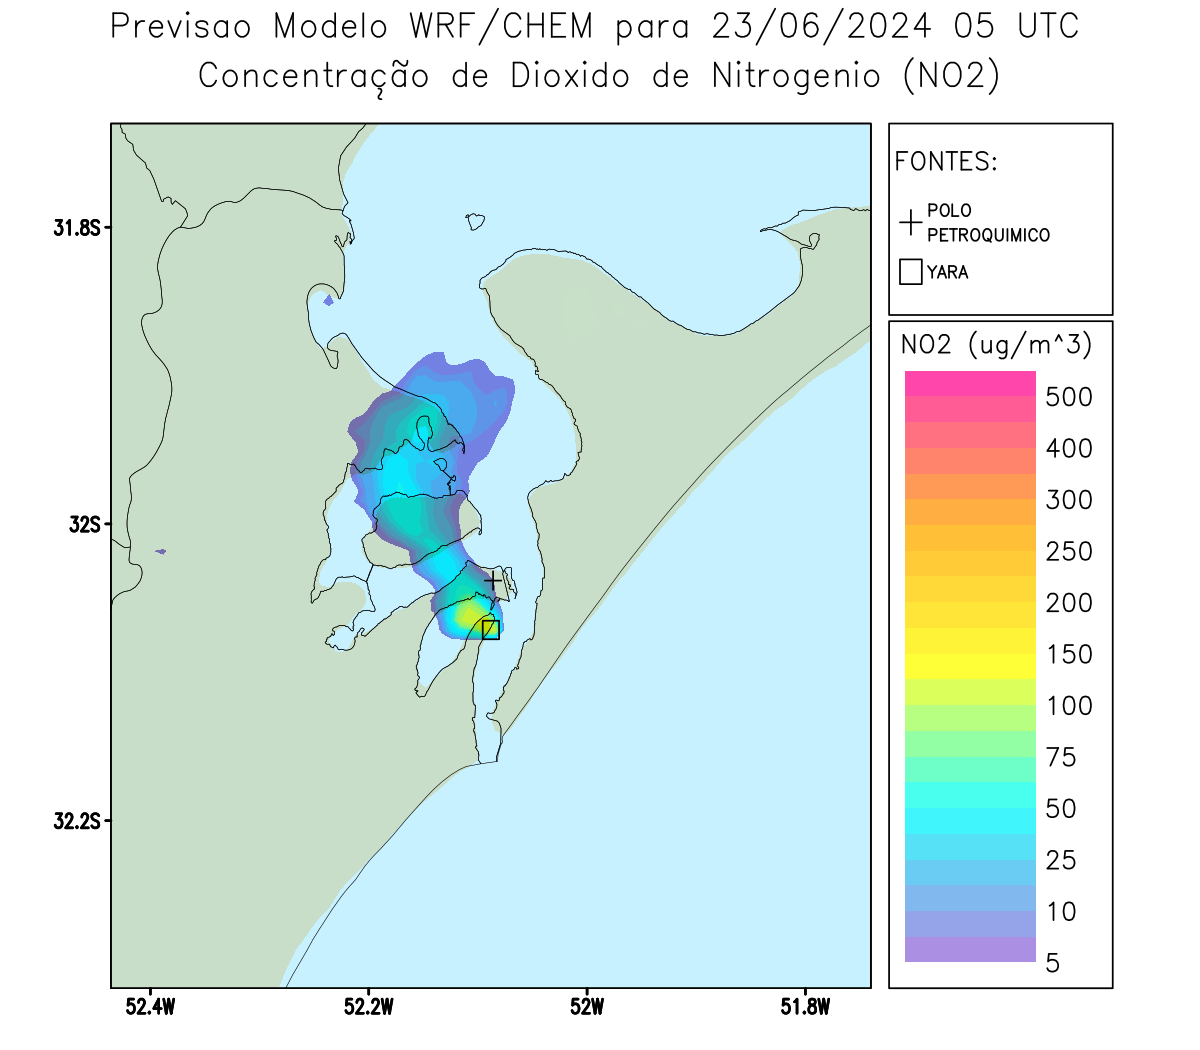 Previsao Modelo WRF/CHEM para 23/06/2024 05 UTC
Concentração de Dioxido de Nitrogenio (NO2)
FONTES:
POLO
PETROQUIMICO
YARA
31.8S
32S
32.2S
52.4W
52.2W
52W
51.8W
NO2 (ug/m^3)
500
400
300
250
200
150
100
75
50
25
10
5